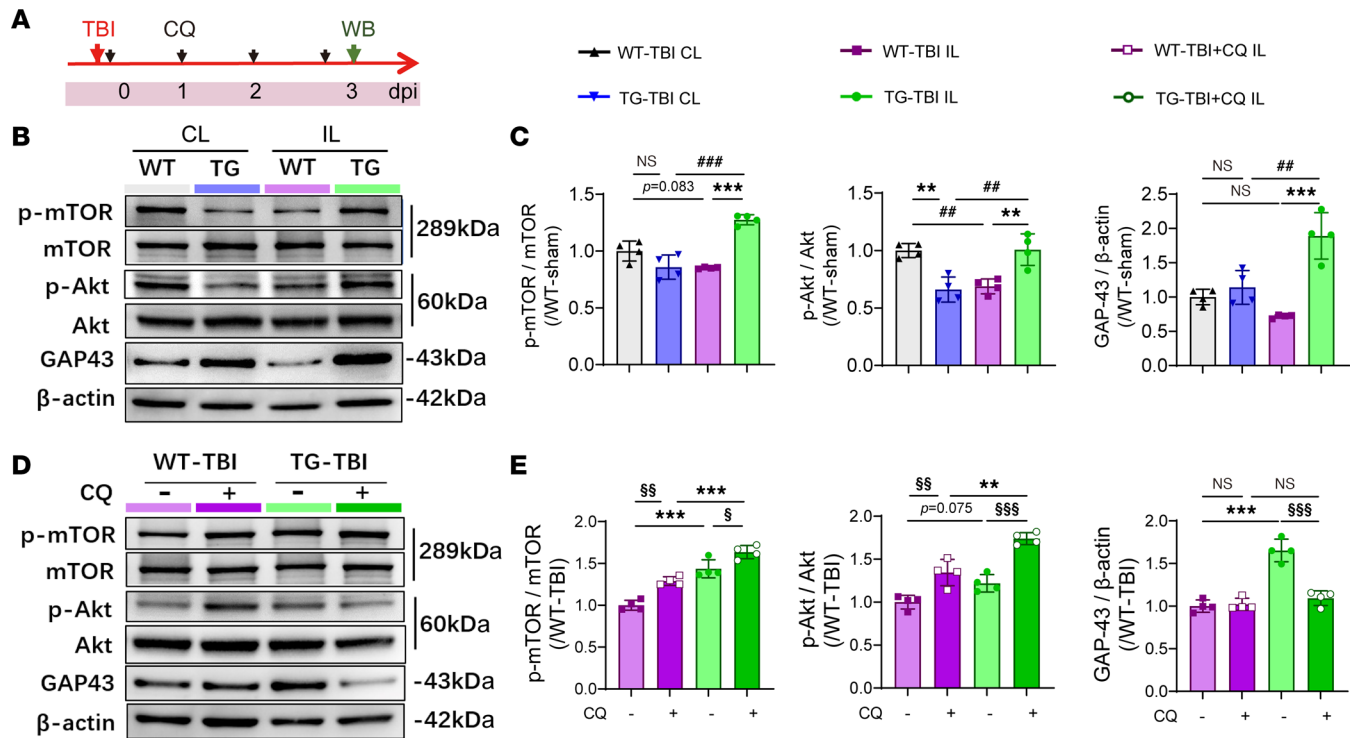 A
TBI CQ WB
0 1 2 3 dpi
WT-TBI CL WT-TBI IL WT-TBI+CQ IL
TG-TBI CL TG-TBI IL TG-TBI+CQ IL
B
CL IL
WT TG WT TG
p-mTOR
289kDa
mTOR
p-Akt
60kDa
Akt
GAP43 -43kDa
β-actin -42kDa
C
NS ###
p=0.083 ***
p-mTOR / mTOR
(/WT-sham)
1.5
1.0
0.5
0.0
** ##
## **
p-Akt / Akt
(/WT-sham)
1.5
1.0
0.5
0.0
NS ##
NS ***
GAP-43 / β-actin
(/WT-sham)
2.5
2.0
1.5
1.0
0.5
0.0
D
WT-TBI TG-TBI
CQ - + - +
p-mTOR
289kDa
mTOR
p-Akt
60kDa
Akt
GAP43 -43kDa
β-actin -42kDa
E
§§ ***
*** §
p-mTOR / mTOR
(/WT-TBI)
2.0
1.5
1.0
0.5
0.0
CQ - + - +
§§ **
p=0.075 §§§
p-Akt / Akt
(/WT-TBI)
2.0
1.5
1.0
0.5
0.0
CQ - + - +
NS NS
*** §§§
GAP-43 / β-actin
(/WT-TBI)
2.0
1.5
1.0
0.5
0.0
CQ - + - +